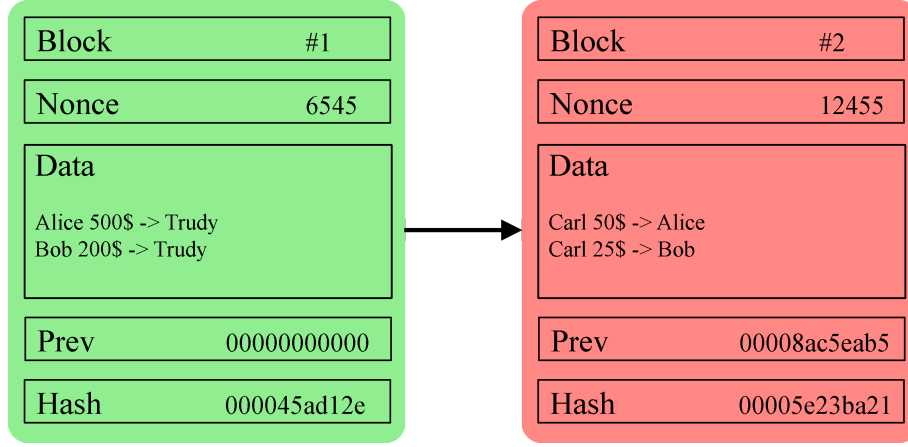 Block #1
Nonce 6545
Data
Alice 500$ -> Trudy
Bob 200$ -> Trudy
Prev 00000000000
Hash 000045ad12e
Block #2
Nonce 12455
Data
Carl 50$ -> Alice
Carl 25$ -> Bob
Prev 00008ac5eab5
Hash 00005e23ba21